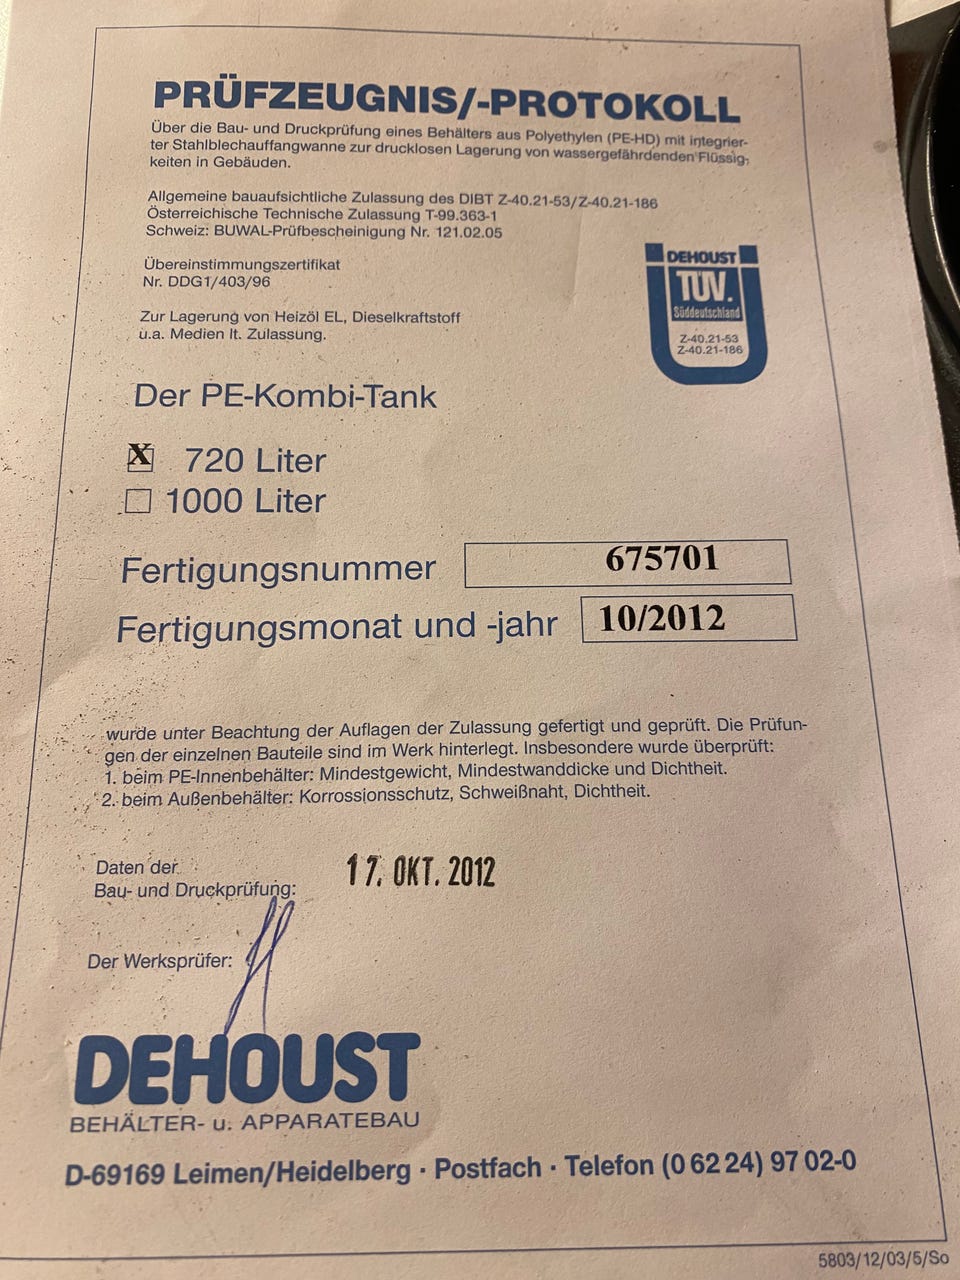 PRÜFZEUGNIS/-PROTOKOLL
Über die Bau- und Druckprüfung eines Behälters aus Polyethylen (PE-HD) mit integrier-
ter Stahlblechauffangwanne zur drucklosen Lagerung von wassergefährdenden Flüssig-
keiten in Gebäuden.
Allgemeine bauaufsichtliche Zulassung des DIBT Z-40.21-53/Z-40.21-186
Österreichische Technische Zulassung T-99.363-1
Schweiz: BUWAL-Prüfbescheinigung Nr. 121.02.05
Übereinstimmungszertifikat
Nr. DDG1/403/96
Zur Lagerung von Heizöl EL, Dieselkraftstoff
u.a. Medien lt. Zulassung.
DEHOUST
TÜV.
Süddeutschland
Z-40.21-53
Z-40.21-186
Der PE-Kombi-Tank
X 720 Liter
1000 Liter
Fertigungsnummer 675701
Fertigungsmonat und -jahr 10/2012
wurde unter Beachtung der Auflagen der Zulassung gefertigt und geprüft. Die Prüfun-
gen der einzelnen Bauteile sind im Werk hinterlegt. Insbesondere wurde überprüft:
1. beim PE-Innenbehälter: Mindestgewicht, Mindestwanddicke und Dichtheit.
2. beim Außenbehälter: Korrossionsschutz, Schweißnaht, Dichtheit.
Daten der
Bau- und Druckprüfung: 17. OKT. 2012
Der Werksprüfer:
DEHOUST
BEHÄLTER- u. APPARATEBAU
D-69169 Leimen/Heidelberg · Postfach · Telefon (0 62 24) 97 02-0
5803/12/03/5/So